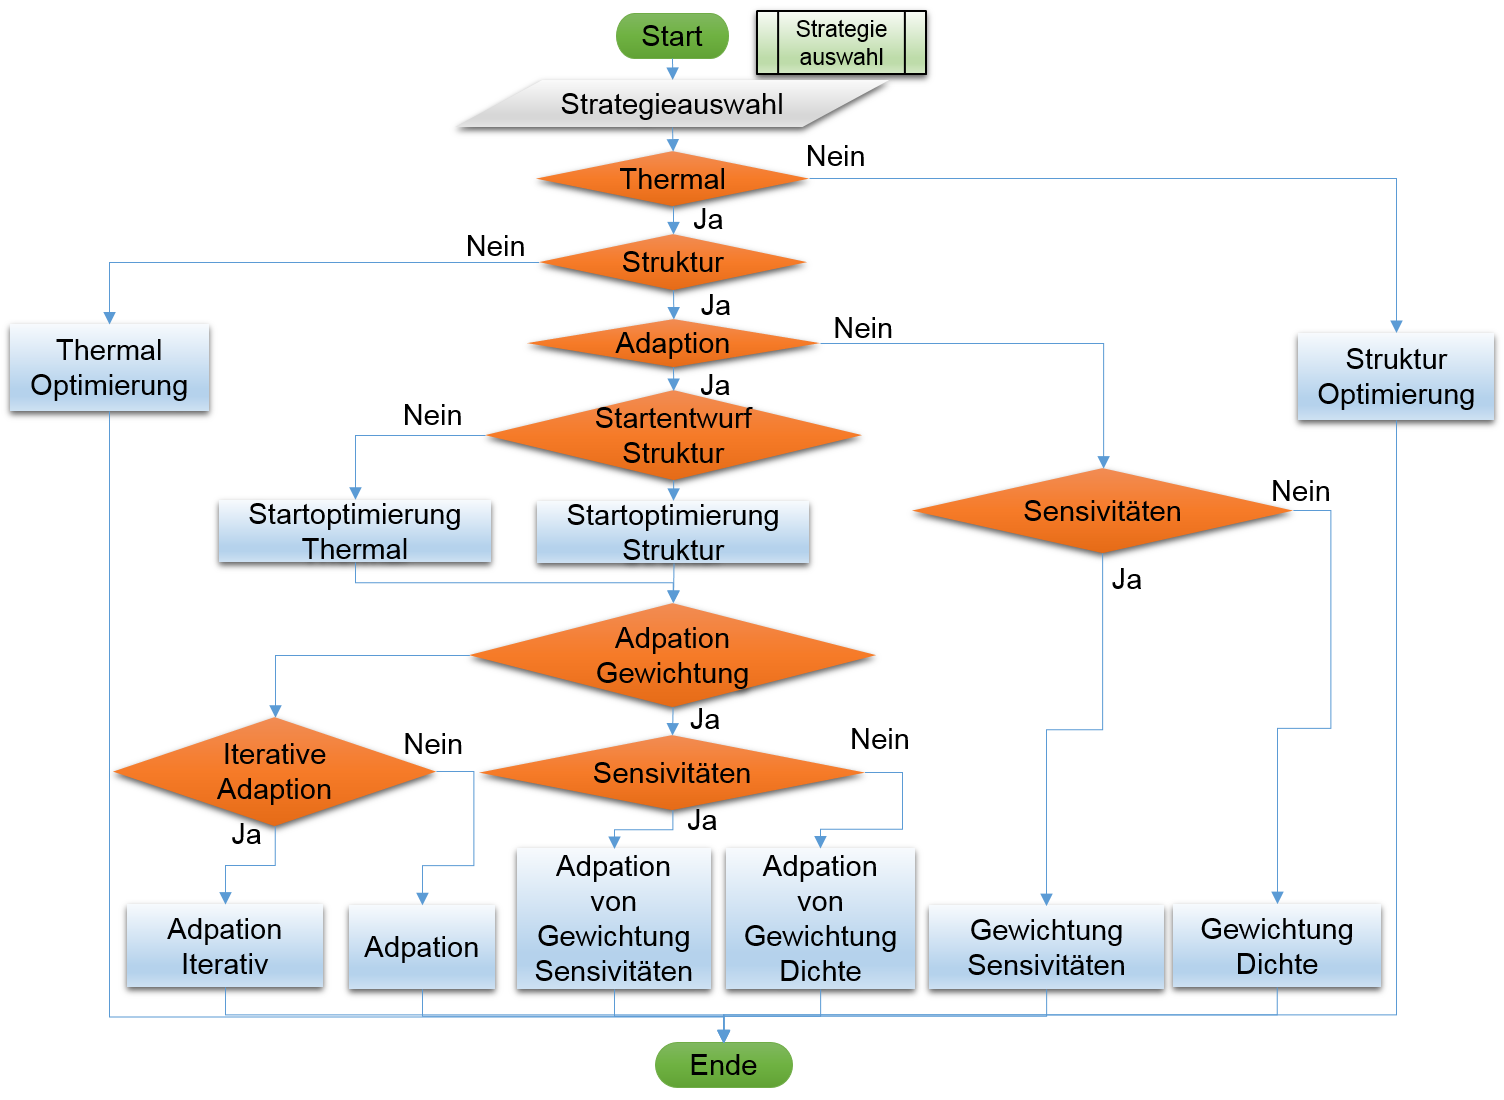 Start
Strategie
auswahl
Strategieauswahl
Nein
Thermal
Ja
Nein
Struktur
Ja
Nein
Adaption
Thermal
Optimierung
Struktur
Optimierung
Ja
Nein
Startentwurf
Struktur
Nein
Sensivitäten
Startoptimierung
Thermal
Startoptimierung
Struktur
Ja
Adpation
Gewichtung
Ja
Nein
Nein
Iterative
Adaption
Sensivitäten
Ja
Ja
Adpation
von
Gewichtung
Sensivitäten
Adpation
von
Gewichtung
Dichte
Adpation
Iterativ
Adpation
Gewichtung
Sensivitäten
Gewichtung
Dichte
Ende